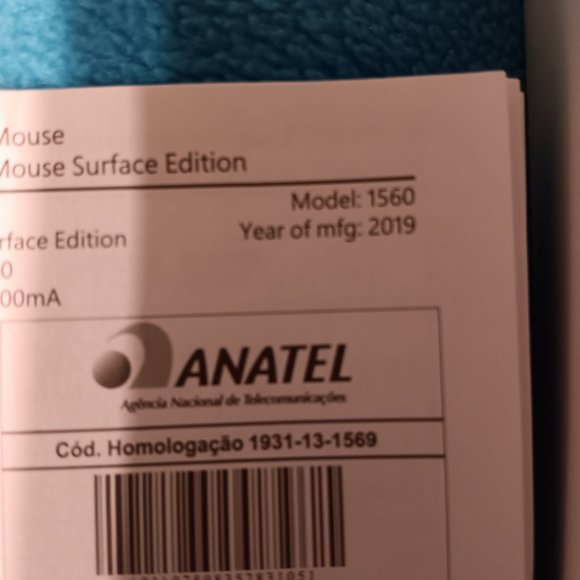 Mouse
Mouse Surface Edition
Model: 1560
Year of mfg: 2019
rface Edition
0
00mA
ANATEL
Agência Nacional de Telecomunicações
Cód. Homologação 1931-13-1569